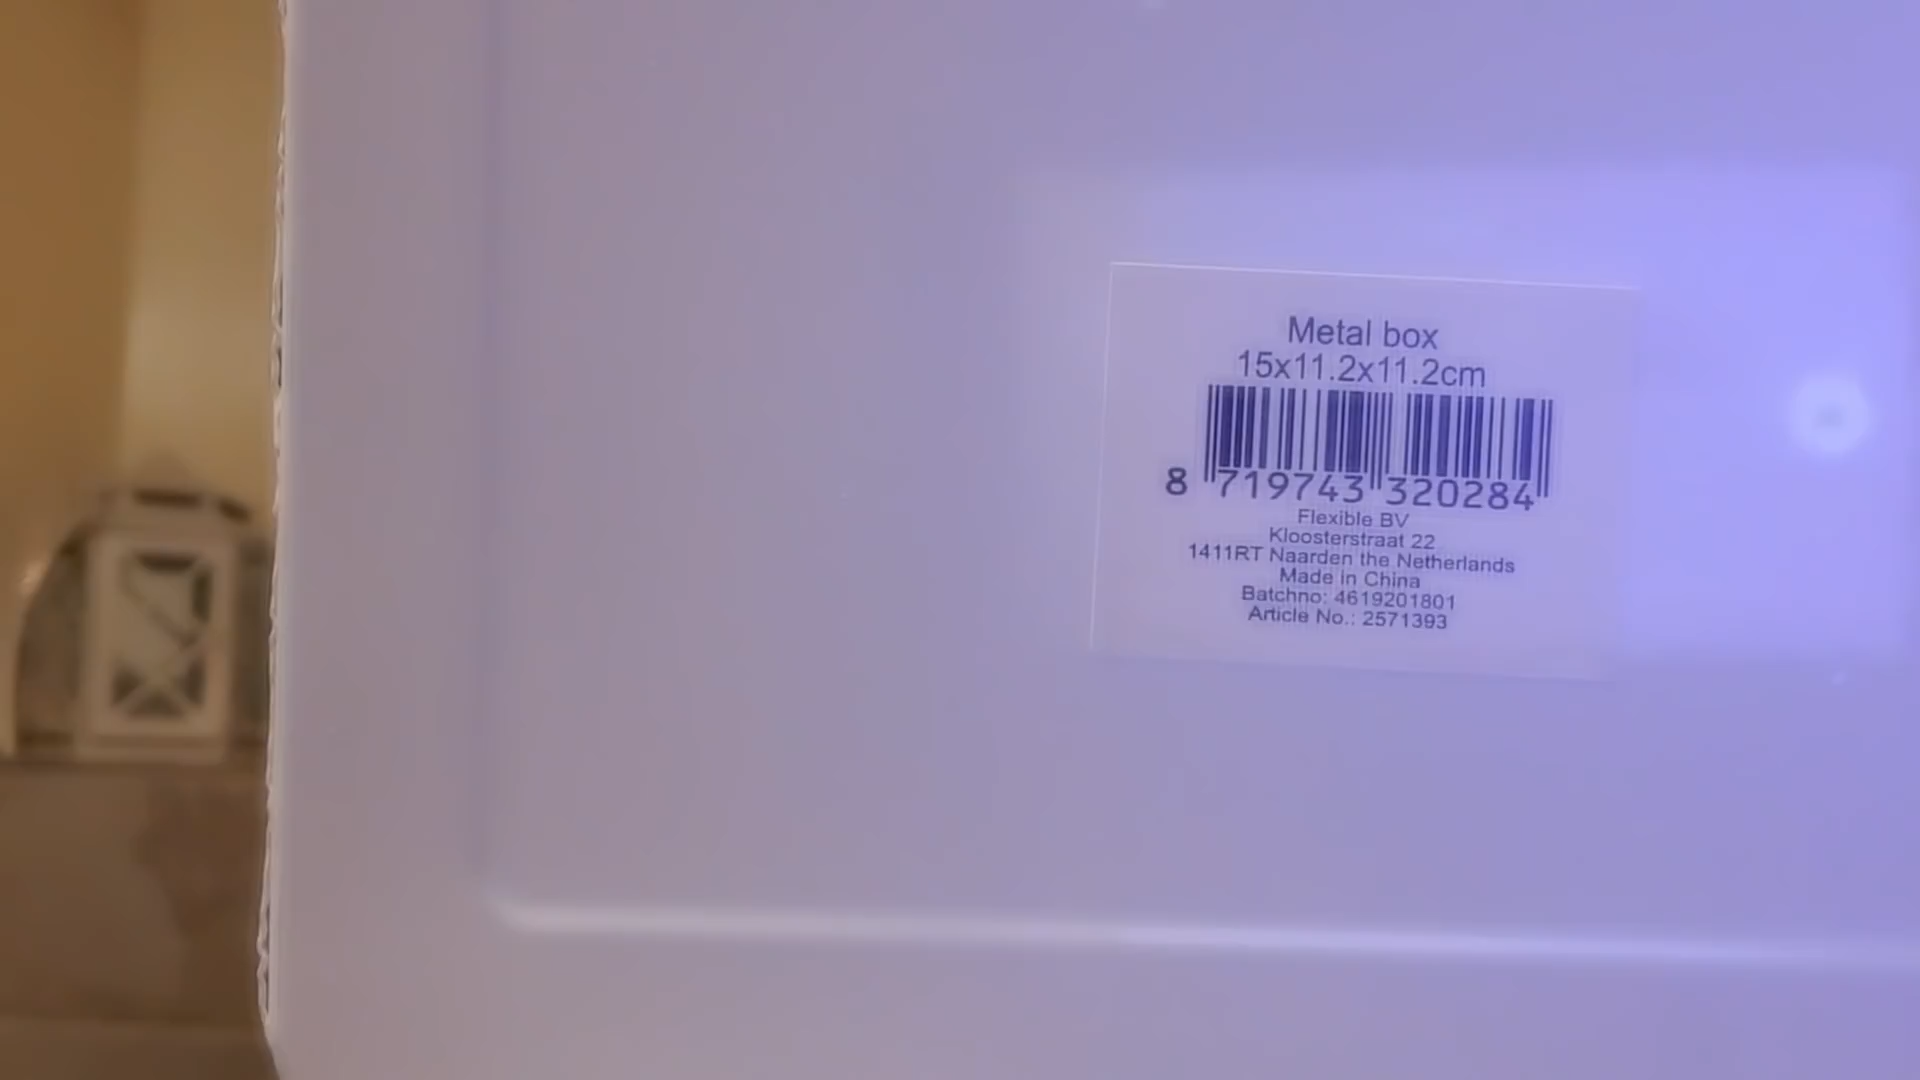 Metal box
15x11.2x11.2cm
8 719743 320284
Flexible BV
Kloosterstraat 22
1411RT Naarden the Netherlands
Made in China
Batchno: 4619201801
Article No.: 2571393